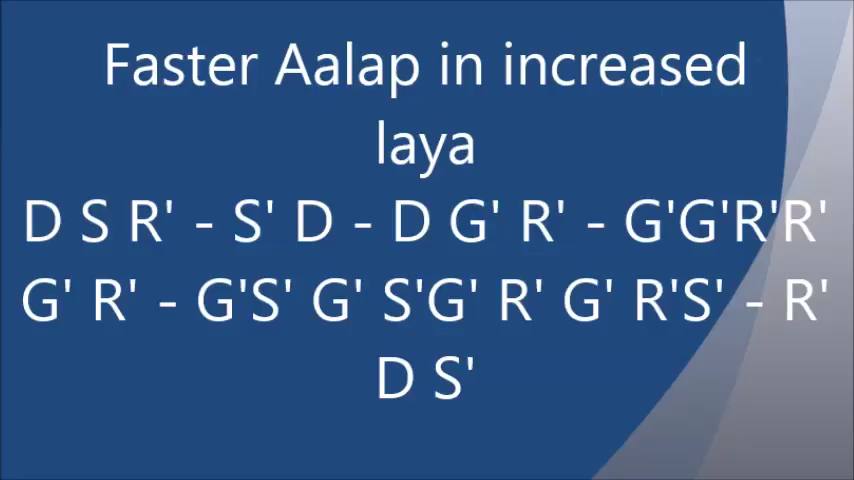 Faster Aalap in increased
laya
D S R' - S' D - D G' R' - G'G'R'R'
G' R' - G'S' G' S'G' R' G' R'S' - R'
D S'